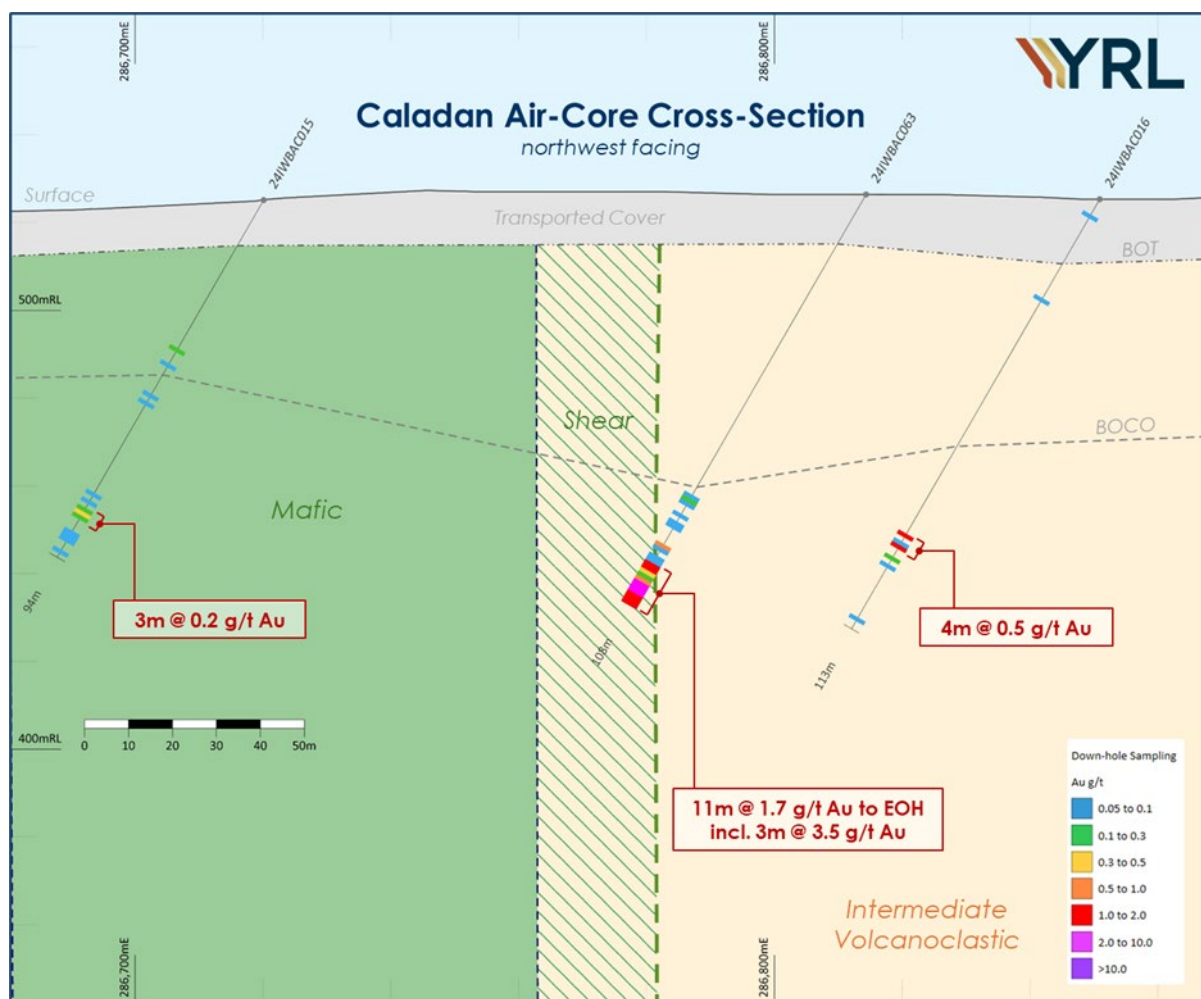 286,700mE
286,800mE
YRL
Caladan Air-Core Cross-Section
northwest facing
24IWBAC015
24IWBAC063
24IWBAC016
Surface
Transported Cover
BOT
500mRL
Shear
BOCO
Mafic
94m
3m @ 0.2 g/t Au
108m
4m @ 0.5 g/t Au
113m
0 10 20 30 40 50m
400mRL
11m @ 1.7 g/t Au to EOH
incl. 3m @ 3.5 g/t Au
Intermediate
Volcanoclastic
Down-hole Sampling
Au g/t
0.05 to 0.1
0.1 to 0.3
0.3 to 0.5
0.5 to 1.0
1.0 to 2.0
2.0 to 10.0
>10.0
286,700mE
286,800mE